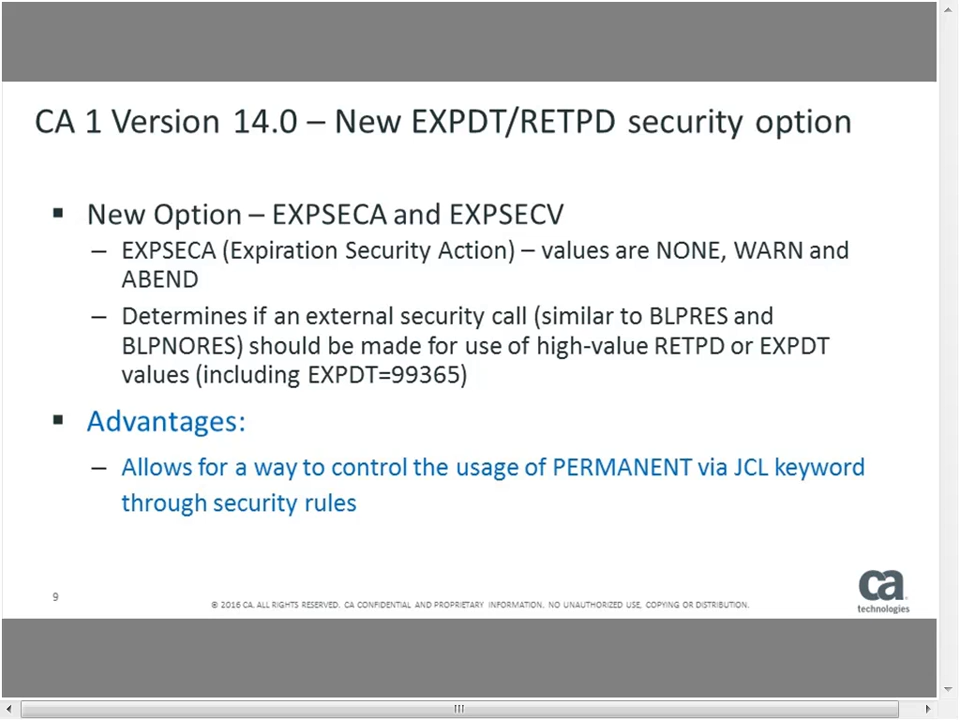 CA 1 Version 14.0 – New EXPDT/RETPD security option
▪ New Option – EXPSECA and EXPSECV
– EXPSECA (Expiration Security Action) – values are NONE, WARN and
ABEND
– Determines if an external security call (similar to BLPRES and
BLPNORES) should be made for use of high-value RETPD or EXPDT
values (including EXPDT=99365)
▪ Advantages:
– Allows for a way to control the usage of PERMANENT via JCL keyword
through security rules
9
© 2016 CA. ALL RIGHTS RESERVED. CA CONFIDENTIAL AND PROPRIETARY INFORMATION. NO UNAUTHORIZED USE, COPYING OR DISTRIBUTION.
ca
technologies